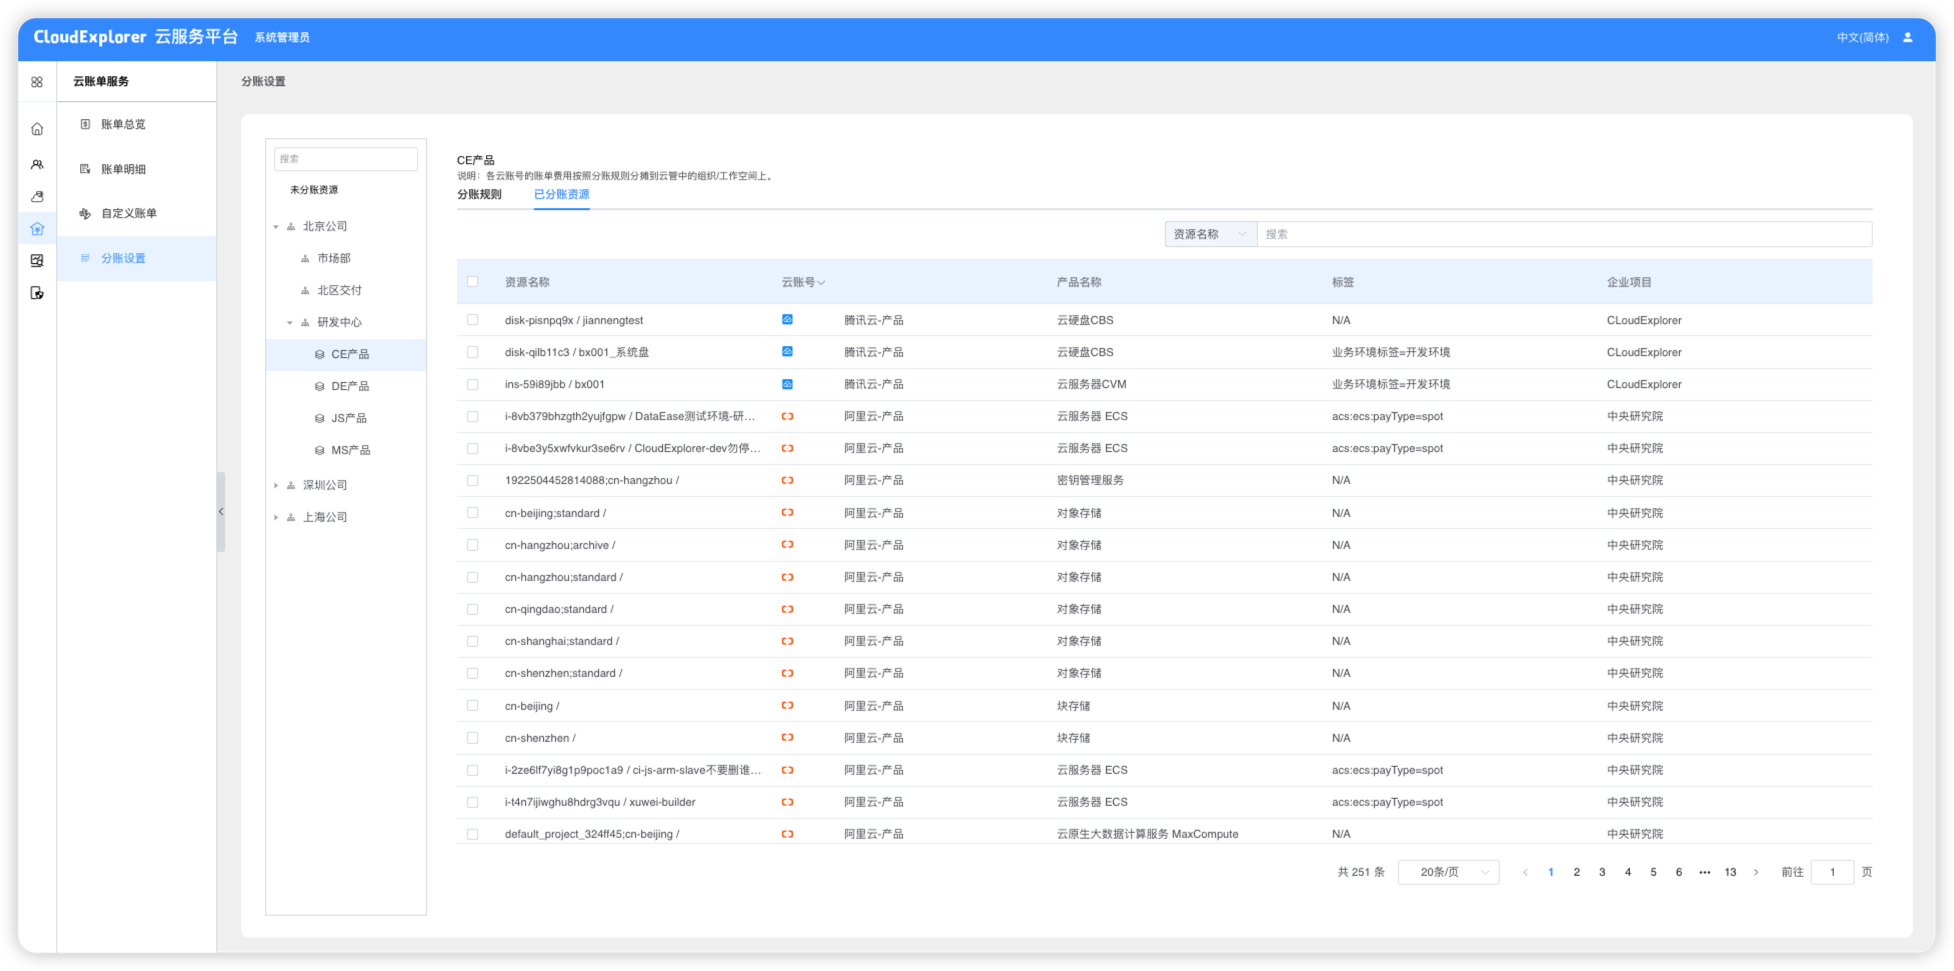 CloudExplorer 云服务平台 系统管理员
中文(简体)
云账单服务
账单总览
账单明细
自定义账单
分账设置
分账设置
搜索
未分账资源
北京公司
市场部
北区交付
研发中心
CE产品
DE产品
JS产品
MS产品
深圳公司
上海公司
CE产品
说明：各云账号的账单费用按照分账规则分摊到云管中的组织/工作空间上。
分账规则 已分账资源
资源名称 搜索
资源名称 云账号 产品名称 标签 企业项目
disk-pisnpq9x / jiannengtest 腾讯云-产品 云硬盘CBS N/A CLoudExplorer
disk-qilb11c3 / bx001_系统盘 腾讯云-产品 云硬盘CBS 业务环境标签=开发环境 CLoudExplorer
ins-59i89jbb / bx001 腾讯云-产品 云服务器CVM 业务环境标签=开发环境 CLoudExplorer
i-8vb379bhzgth2yujfgpw / DataEase测试环境-研... 阿里云-产品 云服务器 ECS acs:ecs:payType=spot 中央研究院
i-8vbe3y5xwfvkur3se6rv / CloudExplorer-dev勿停... 阿里云-产品 云服务器 ECS acs:ecs:payType=spot 中央研究院
1922504452814088;cn-hangzhou / 阿里云-产品 密钥管理服务 N/A 中央研究院
cn-beijing;standard / 阿里云-产品 对象存储 N/A 中央研究院
cn-hangzhou;archive / 阿里云-产品 对象存储 N/A 中央研究院
cn-hangzhou;standard / 阿里云-产品 对象存储 N/A 中央研究院
cn-qingdao;standard / 阿里云-产品 对象存储 N/A 中央研究院
cn-shanghai;standard / 阿里云-产品 对象存储 N/A 中央研究院
cn-shenzhen;standard / 阿里云-产品 对象存储 N/A 中央研究院
cn-beijing / 阿里云-产品 块存储 N/A 中央研究院
cn-shenzhen / 阿里云-产品 块存储 N/A 中央研究院
i-2ze6lf7yi8g1p9poc1a9 / ci-js-arm-slave不要删谁... 阿里云-产品 云服务器 ECS acs:ecs:payType=spot 中央研究院
i-t4n7ijiwghu8hdrg3vqu / xuwei-builder 阿里云-产品 云服务器 ECS acs:ecs:payType=spot 中央研究院
default_project_324ff45;cn-beijing / 阿里云-产品 云原生大数据计算服务 MaxCompute N/A 中央研究院
共 251 条 20条/页 1 2 3 4 5 6 ••• 13 前往 1 页